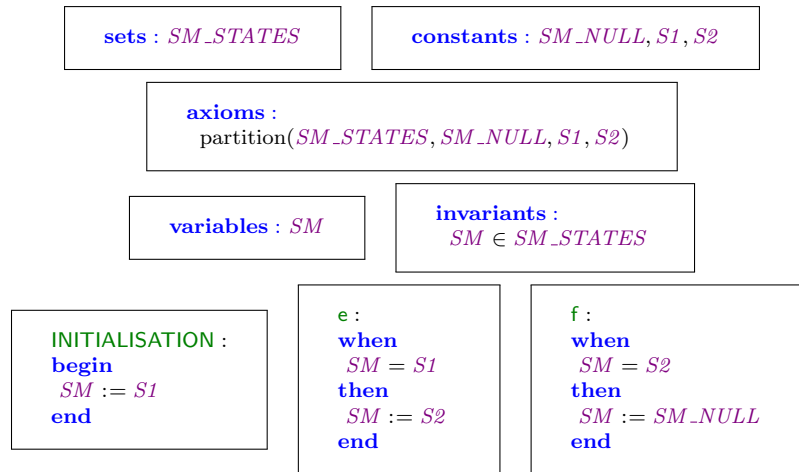 sets : SM_STATES
constants : SM_NULL, S1, S2
axioms :
partition(SM_STATES, SM_NULL, S1, S2)
variables : SM
invariants :
SM ∈ SM_STATES
INITIALISATION :
begin
SM := S1
end
e :
when
SM = S1
then
SM := S2
end
f :
when
SM = S2
then
SM := SM_NULL
end